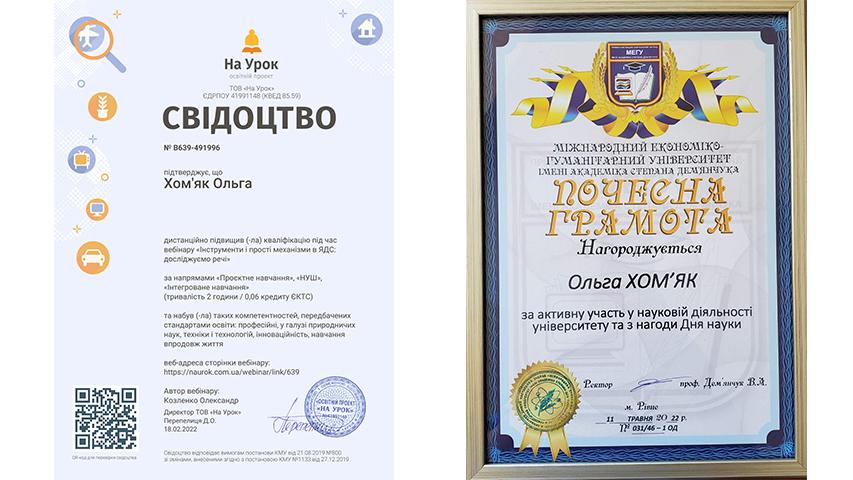 На Урок
освітній проєкт
ТОВ «На Урок»
ЄДРПОУ 41991148 (КВЕД 85.59)
СВІДОЦТВО
№ B639-491996
підтверджує, що
Хом'як Ольга
дистанційно підвищив (-ла) кваліфікацію під час
вебінару «Інструменти і прості механізми в ЯДС:
досліджуємо речі»
за напрямами «Проєктне навчання», «НУШ»,
«Інтегроване навчання»
(тривалість 2 години / 0,06 кредиту ЄКТС)
та набув (-ла) таких компетентностей, передбачених
стандартами освіти: професійні, у галузі природничих
наук, техніки і технологій, інноваційність, навчання
впродовж життя
веб-адреса сторінки вебінару:
https://naurok.com.ua/webinar/link/639
Автор вебінару:
Козленко Олександр
Директор ТОВ «На Урок»
Перепелиця Д.О.
18.02.2022
ОСВІТНІЙ ПРОЕКТ
«НА УРОК»
QR-код для перевірки свідоцтва
Свідоцтво відповідає вимогам постанови КМУ від 21.08.2019 №800
зі змінами, внесеними згідно з постановою КМУ №1133 від 27.12.2019
МЕГУ
МІЖНАРОДНИЙ ЕКОНОМІКО-
ГУМАНІТАРНИЙ УНІВЕРСИТЕТ
ІМЕНІ АКАДЕМІКА СТЕПАНА ДЕМ'ЯНЧУКА
ПОЧЕСНА
ГРАМОТА
Нагороджується
Ольга ХОМ'ЯК
за активну участь у науковій діяльності
університету та з нагоди Дня науки
Ректор проф. Дем'янчук В.А.
м. Рівне
11 ТРАВНЯ 2022 р.
№ 031/46 – 1 ОД